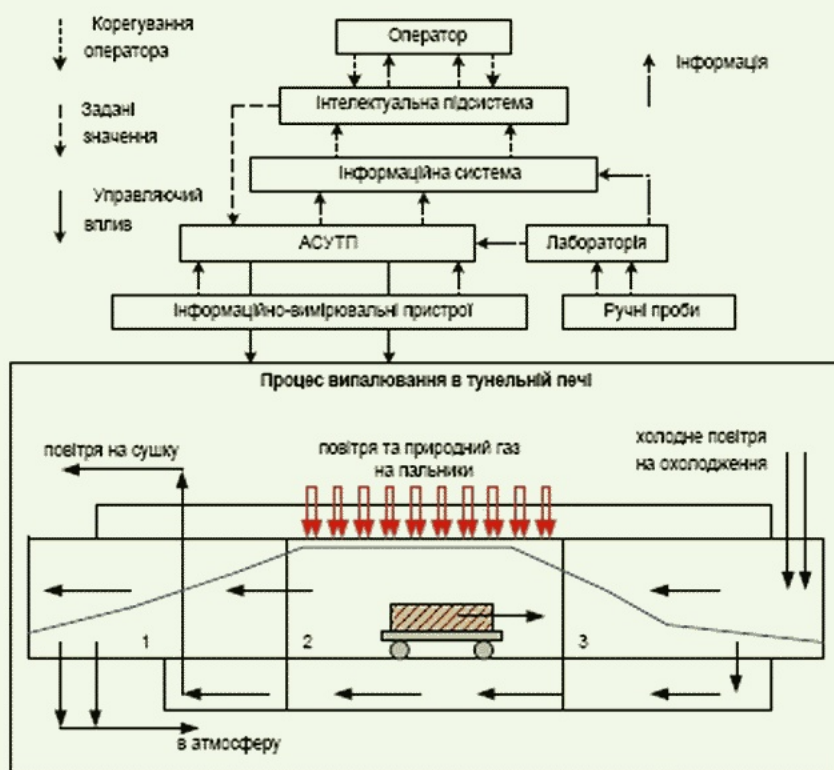 Корегування
оператора
Оператор
Інформація
Інтелектуальна підсистема
Задані
значення
Інформаційна система
Управляючий
вплив
АСУТП
Лабораторія
Інформаційно-вимірювальні пристрої
Ручні проби
Процес випалювання в тунельній печі
повітря на сушку
повітря та природний газ
на пальники
холодне повітря
на охолодження
1
2
3
в атмосферу